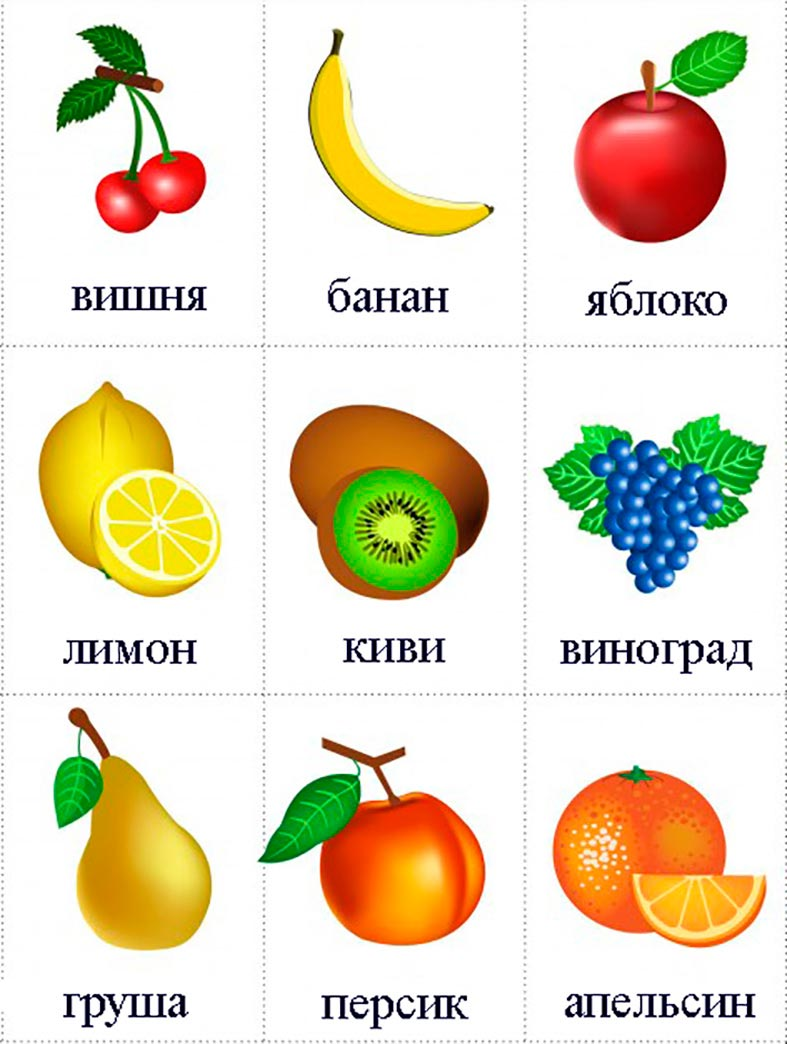 вишня
банан
яблоко
лимон
киви
виноград
груша
персик
апельсин